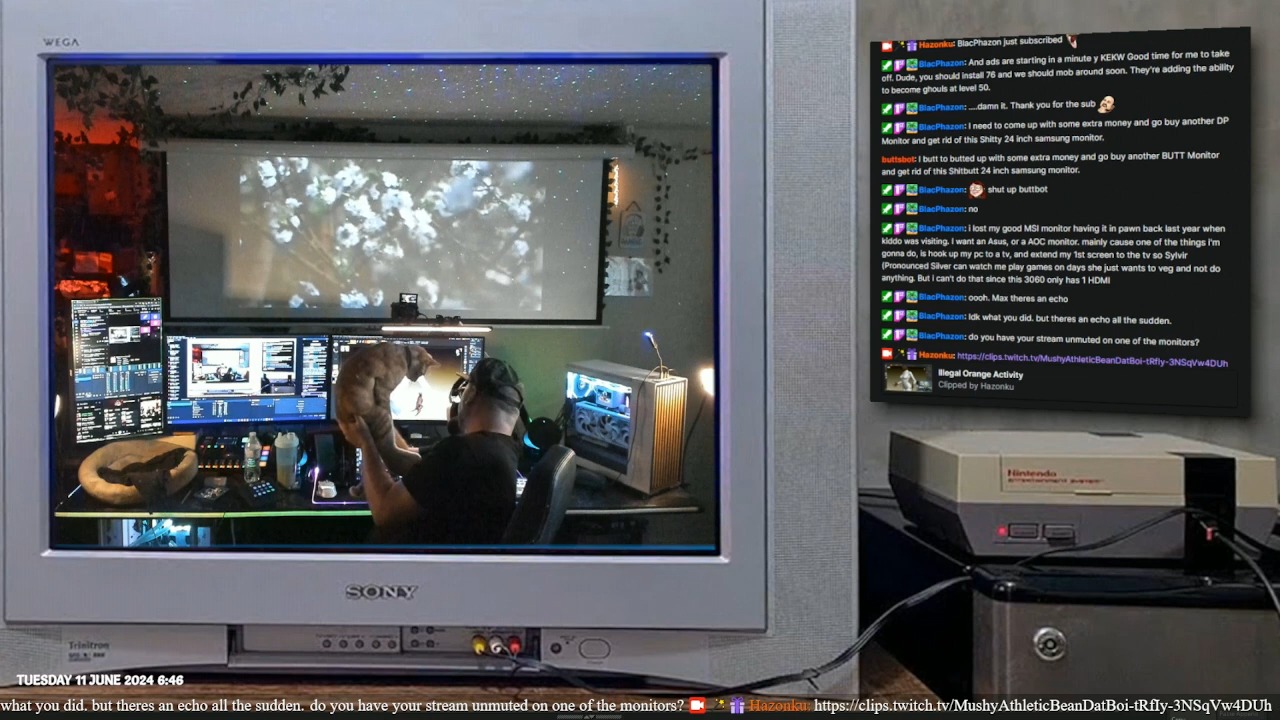 WEGA
SONY
Trinitron
TUESDAY 11 JUNE 2024 6:46
Hazonku: BlacPhazon just subscribed
BlacPhazon: And ads are starting in a minute y KEKW Good time for me to take
off. Dude, you should install 76 and we should mob around soon. They're adding the ability
to become ghouls at level 50.
BlacPhazon: ....damn it. Thank you for the sub
BlacPhazon: I need to come up with some extra money and go buy another DP
Monitor and get rid of this Shitty 24 inch samsung monitor.
buttsbot: I butt to butted up with some extra money and go buy another BUTT Monitor
and get rid of this Shitbutt 24 inch samsung monitor.
BlacPhazon: shut up buttbot
BlacPhazon: no
BlacPhazon: i lost my good MSI monitor having it in pawn back last year when
kiddo was visiting. I want an Asus, or a AOC monitor. mainly cause one of the things i'm
gonna do, is hook up my pc to a tv, and extend my 1st screen to the tv so Sylvir
(Pronounced Silver can watch me play games on days she just wants to veg and not do
anything. But i can't do that since this 3060 only has 1 HDMI
BlacPhazon: oooh. Max theres an echo
BlacPhazon: Idk what you did. but theres an echo all the sudden.
BlacPhazon: do you have your stream unmuted on one of the monitors?
Hazonku: https://clips.twitch.tv/MushyAthleticBeanDatBoi-tRfIy-3NSqVw4DUh
Illegal Orange Activity
Clipped by Hazonku
Nintendo
ENTERTAINMENT SYSTEM
what you did. but theres an echo all the sudden. do you have your stream unmuted on one of the monitors? Hazonku: https://clips.twitch.tv/MushyAthleticBeanDatBoi-tRfIy-3NSqVw4DUh